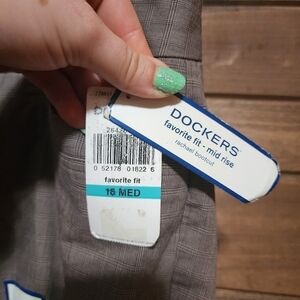 DOCKERS
favorite fit - mid rise
rachael bootcut
0 52178 01822 6
favorite fit
16 MED